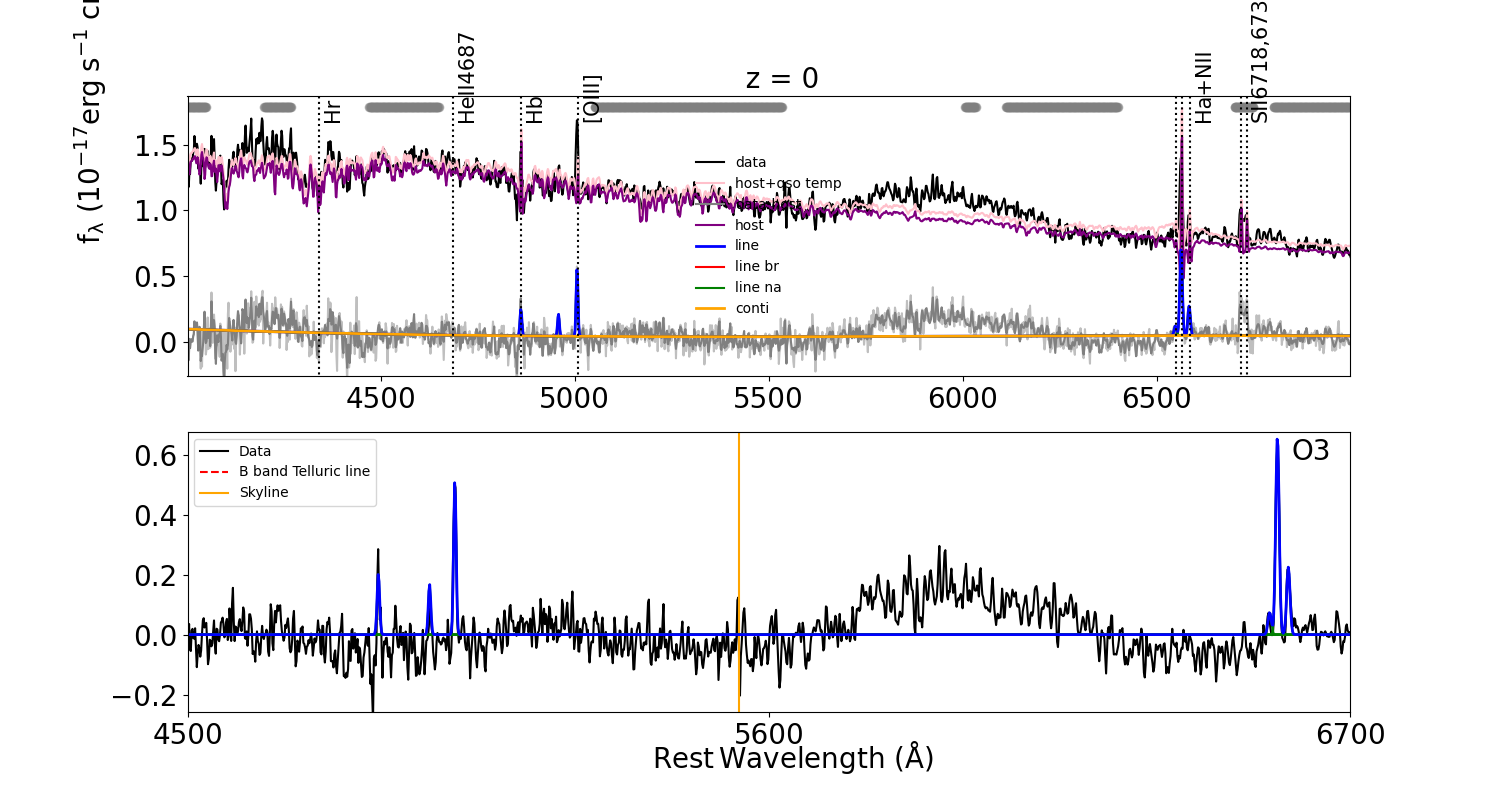 z = 0
f_λ (10^−17 erg s^−1 c
Hr
HeII4687
Hb
[OIII]
Ha+NII
SII6718,673
1.5
1.0
0.5
0.0
data
host+qso temp
host
line
line br
line na
conti
4500 5000 5500 6000 6500
0.6
0.4
0.2
0.0
−0.2
Data
B band Telluric line
Skyline
O3
4500 5600 6700
Rest Wavelength (Å)